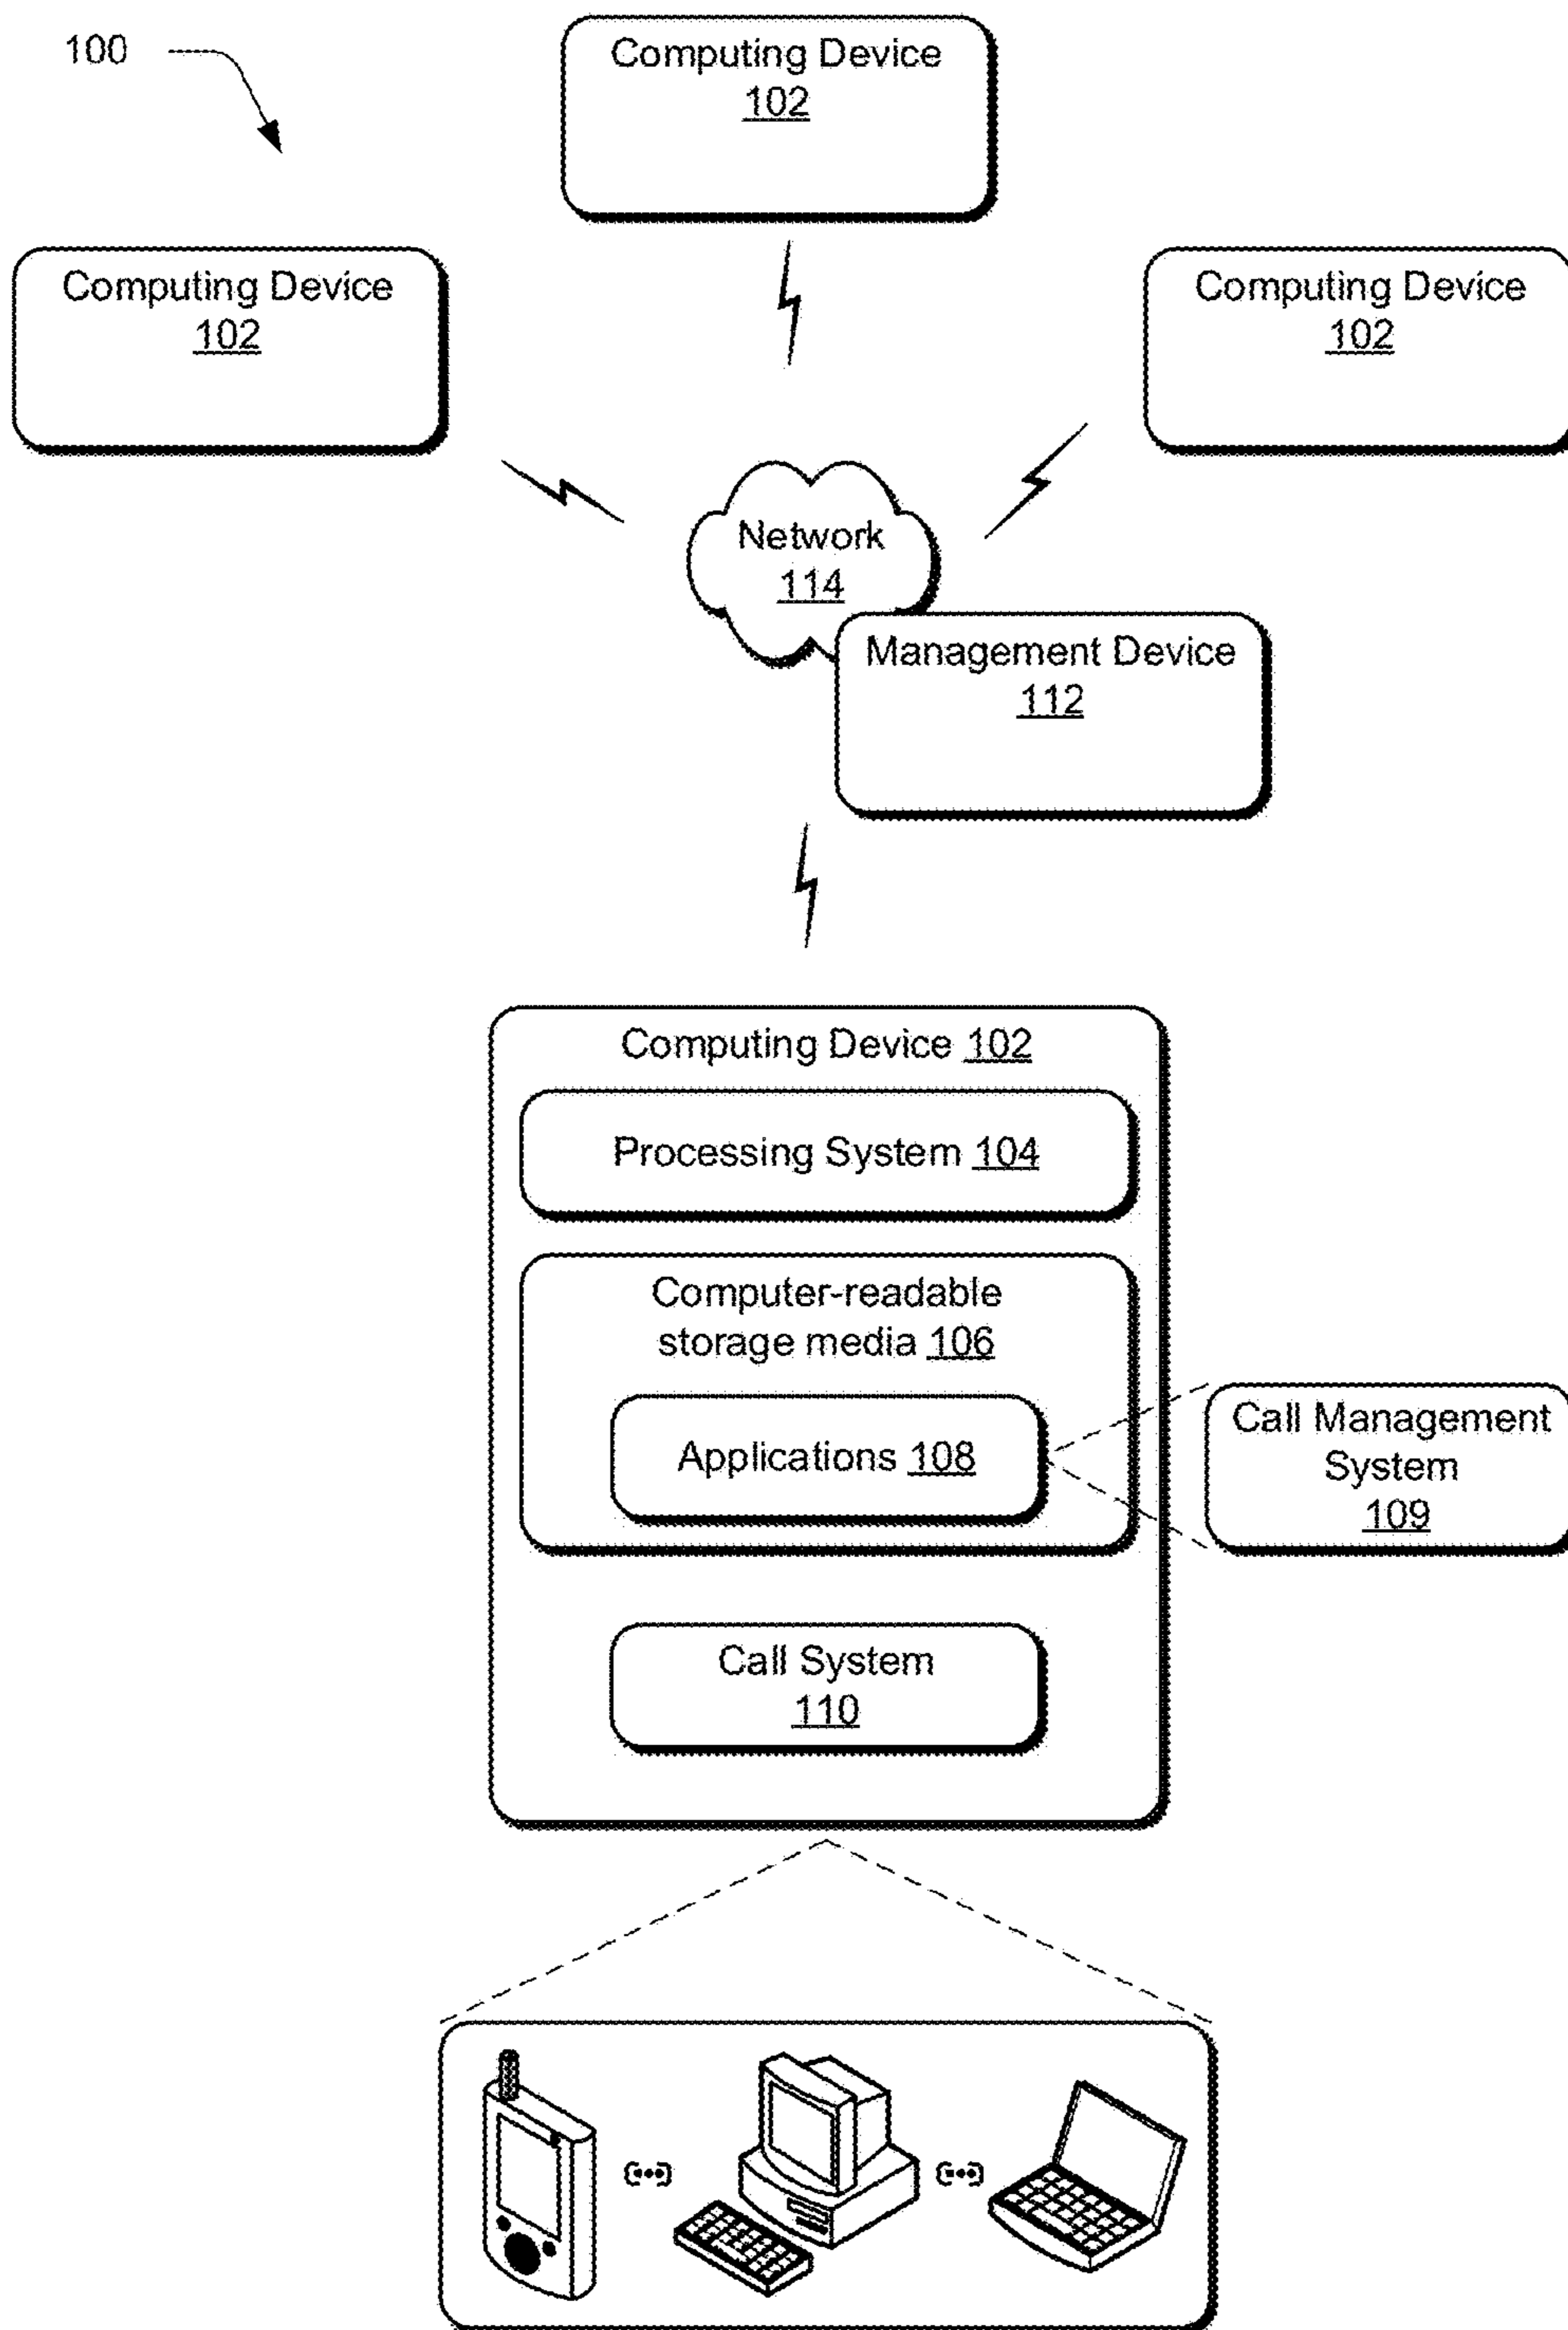 100
Computing Device
102
Computing Device
102
Computing Device
102
Network
114
Management Device
112
Computing Device 102
Processing System 104
Computer-readable
storage media 106
Applications 108
Call Management
System
109
Call System
110